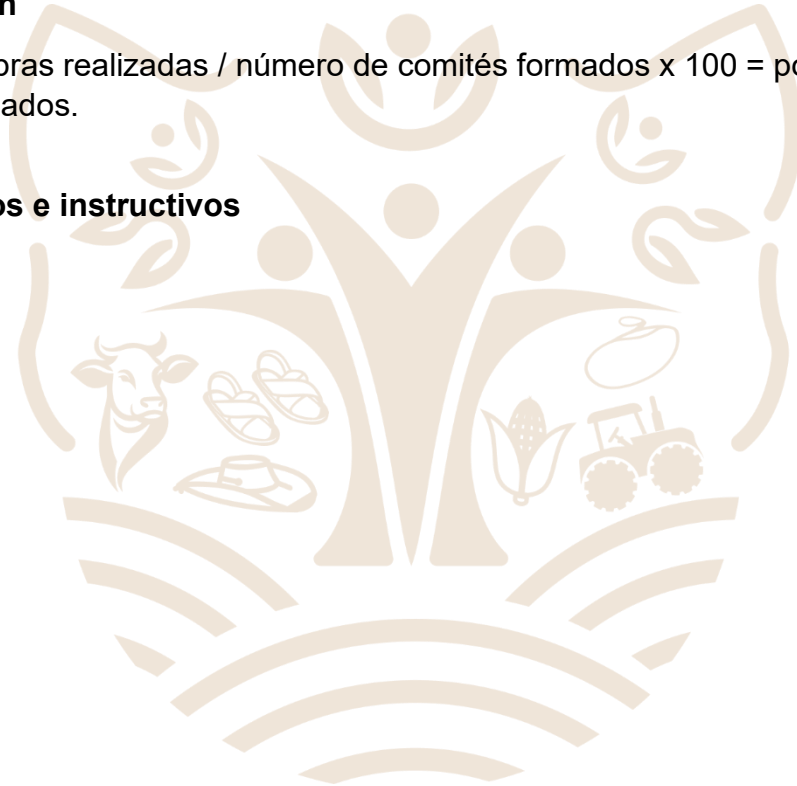 n
oras realizadas / número de comités formados x 100 = po
ados.
os e instructivos